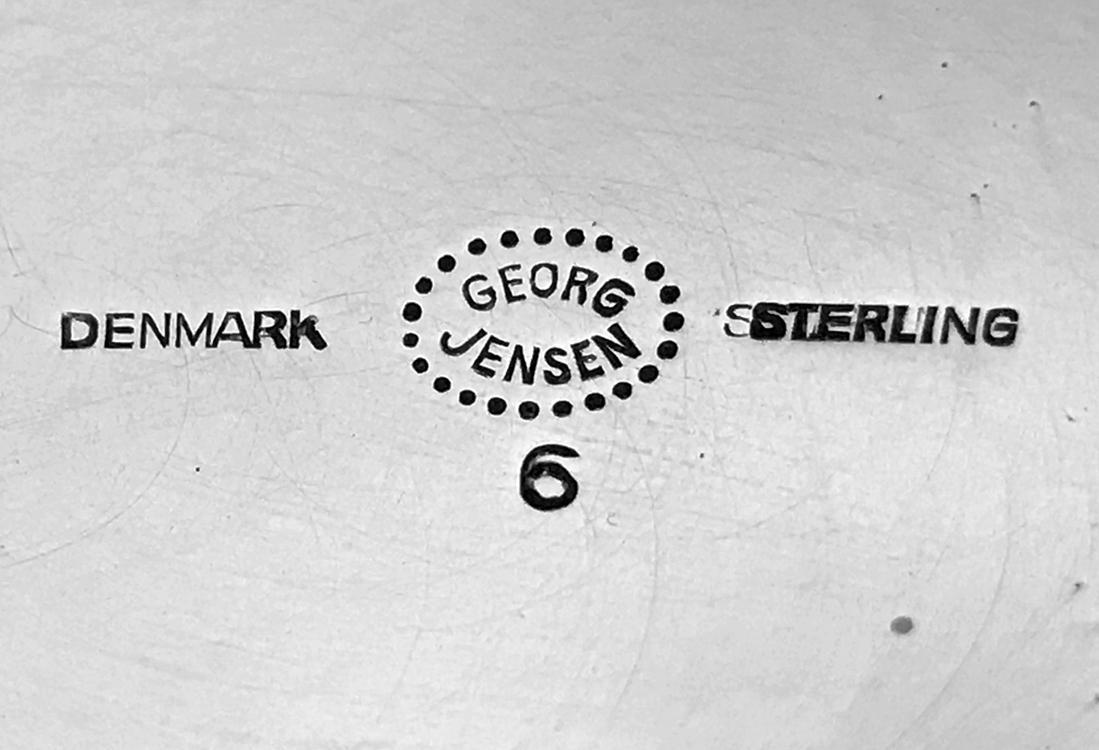 GEORG
JENSEN
DENMARK
STERLING
6